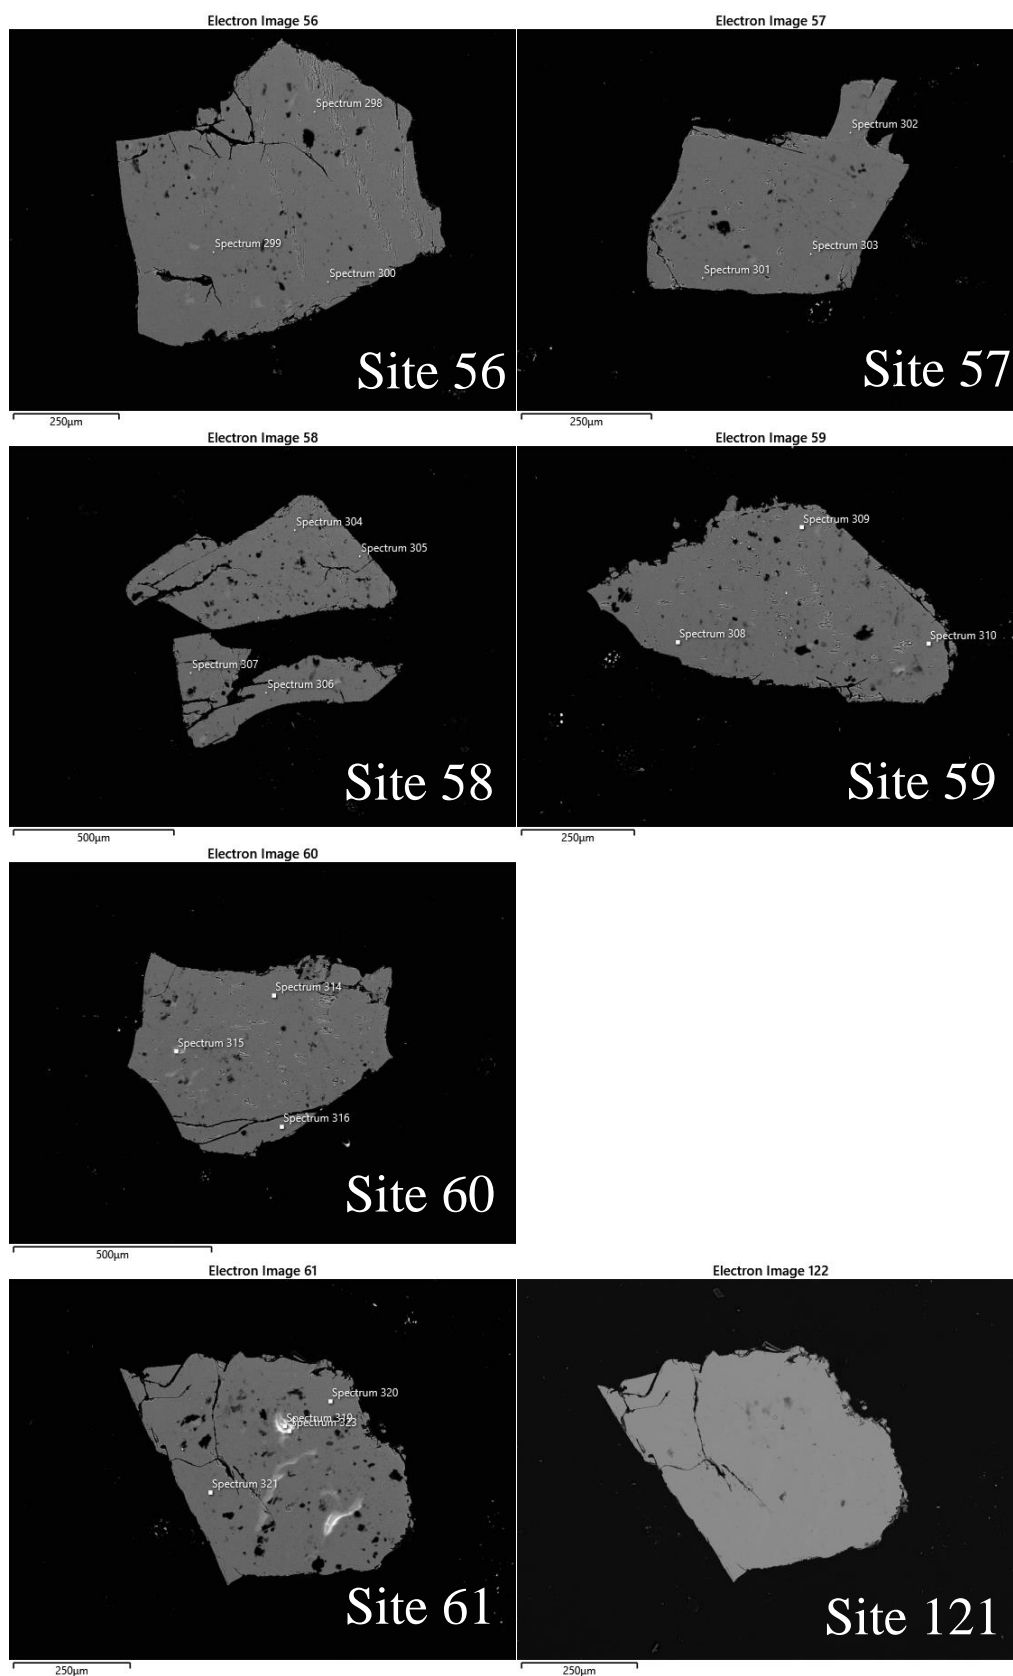 Electron Image 56
Spectrum 298
Spectrum 299
Spectrum 300
Site 56
250µm
Electron Image 57
Spectrum 302
Spectrum 303
Spectrum 301
Site 57
250µm
Electron Image 58
Spectrum 304
Spectrum 305
Spectrum 307
Spectrum 306
Site 58
500µm
Electron Image 59
Spectrum 309
Spectrum 308
Spectrum 310
Site 59
250µm
Electron Image 60
Spectrum 314
Spectrum 315
Spectrum 316
Site 60
500µm
Electron Image 61
Spectrum 320
Spectrum 319
Spectrum 323
Spectrum 321
Site 61
250µm
Electron Image 122
Site 121
250µm